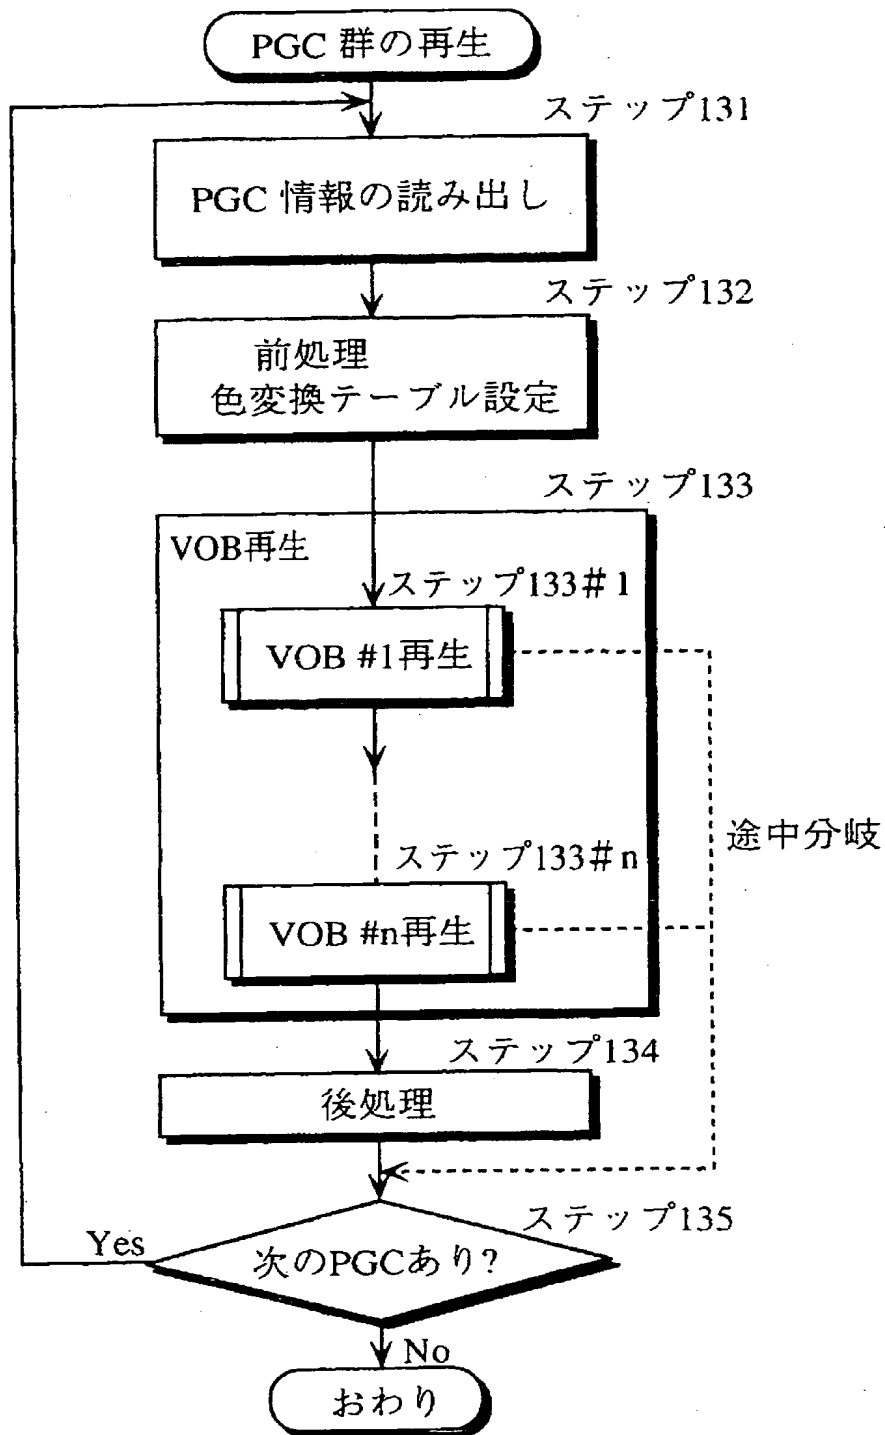 PGC 群の再生
ステップ131
PGC 情報の読み出し
ステップ132
前処理
色変換テーブル設定
ステップ133
VOB再生
ステップ133#1
VOB #1再生
途中分岐
ステップ133#n
VOB #n再生
ステップ134
後処理
ステップ135
Yes
次のPGCあり?
No
おわり